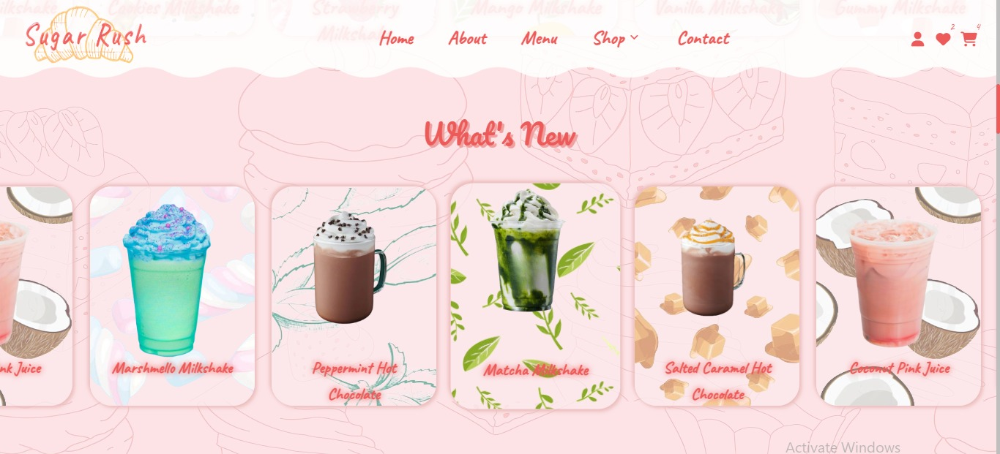 ilkshake Cookies Milkshake Strawberry Mango Milkshake Vanilla Milkshake Gummy Milkshake
Milkshake
Sugar Rush Home About Menu Shop Contact 2 4
What's New
nk Juice Marshmello Milkshake Peppermint Hot Matcha Milkshake Salted Caramel Hot Coconut Pink Juice
Chocolate Chocolate
Activate Windows